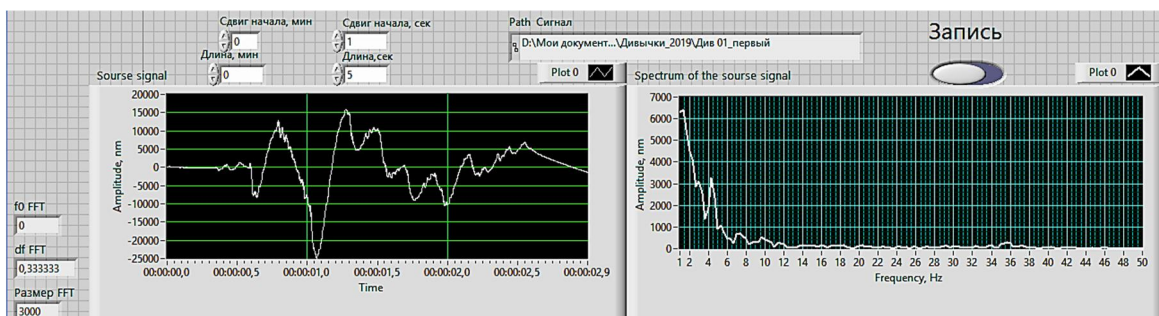 Сдвиг начала, мин
Сдвиг начала, сек
Path Сигнал
Запись
0
1
D:\Мои документ...\Дивычки_2019\Див 01_первый
Длина, мин
Длина,сек
0
5
Sourse signal
Plot 0
Spectrum of the sourse signal
Plot 0
20000
15000
10000
5000
0
-5000
-10000
-15000
-20000
-25000
Amplitude, nm
00:00:00,0 00:00:00,5 00:00:01,0 00:00:01,5 00:00:02,0 00:00:02,5 00:00:02,9
Time
7000
6000
5000
4000
3000
2000
1000
0
Amplitude, nm
1 2 4 6 8 10 12 14 16 18 20 22 24 26 28 30 32 34 36 38 40 42 44 46 48 50
Frequency, Hz
f0 FFT
0
df FFT
0,333333
Размер FFT
3000